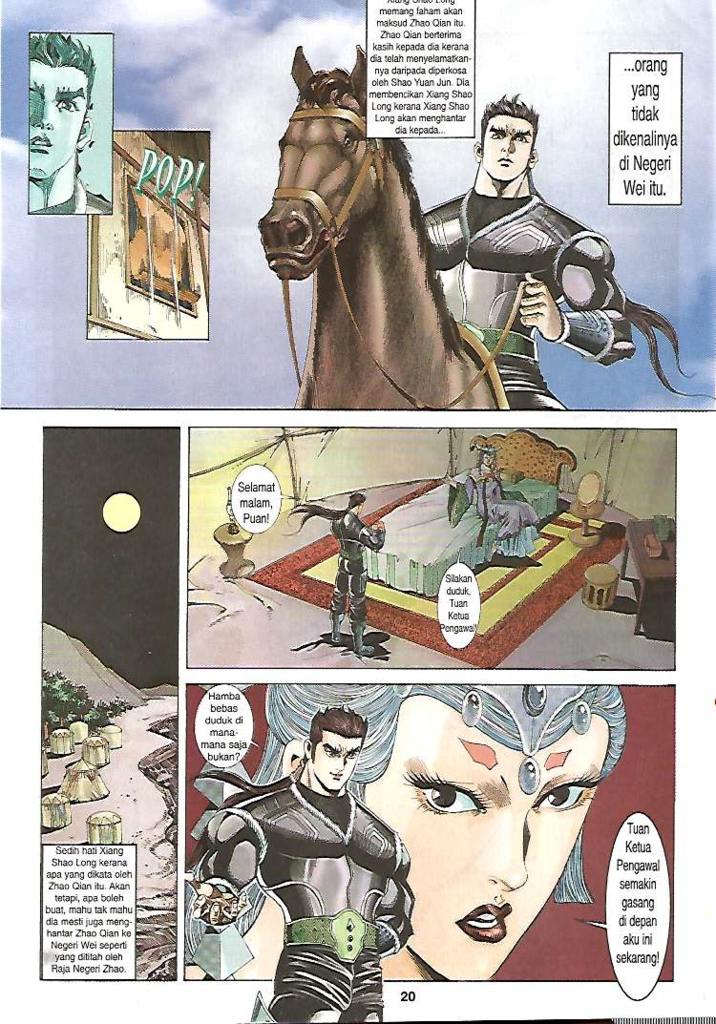 Xiang Shao Long
memang faham akan
maksud Zhao Qian itu.
Zhao Qian berterima
kasih kepada dia kerana
dia telah menyelamatkan-
nya daripada diperkosa
oleh Shao Yuan Jun. Dia
membencikan Xiang Shao
Long kerana Xiang Shao
Long akan menghantar
dia kepada...
...orang
yang
tidak
dikenalinya
di Negeri
Wei itu.
POP!
Selamat
malam,
Puan!
Silakan
duduk,
Tuan
Ketua
Pengawal
Sedih hati Xiang
Shao Long kerana
apa yang dikata oleh
Zhao Qian itu. Akan
tetapi, apa boleh
buat, mahu tak mahu
dia mesti juga meng-
hantar Zhao Qian ke
Negeri Wei seperti
yang dititah oleh
Raja Negeri Zhao.
Hamba
bebas
duduk di
mana-
mana saja
bukan?
Tuan
Ketua
Pengawal
semakin
gasang
di depan
aku ini
sekarang!
20